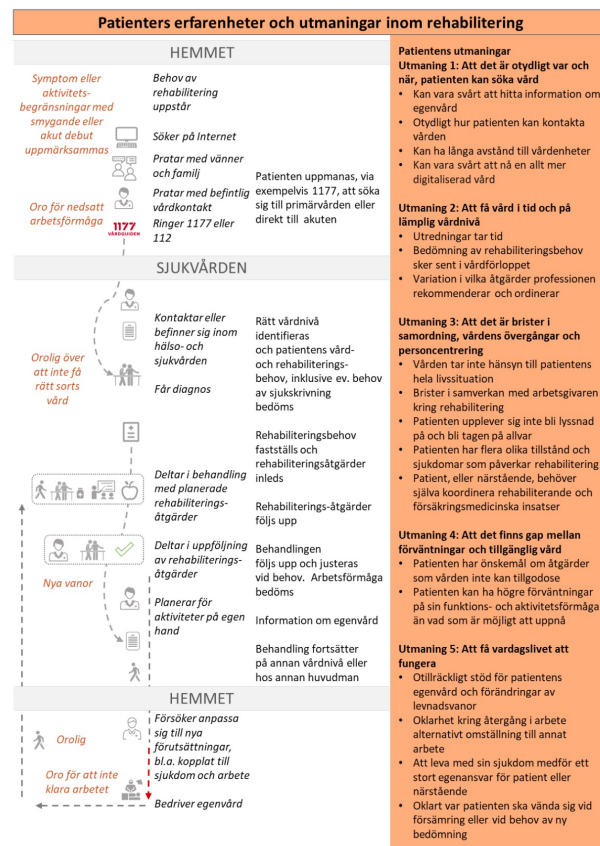 Patienters erfarenheter och utmaningar inom rehabilitering
HEMMET
Symptom eller
aktivitets-
begränsningar med
smygande eller
akut debut
uppmärksammas
Oro för nedsatt
arbetsförmåga
Behov av
rehabilitering
uppstår
Söker på Internet
Pratar med vänner
och familj
Pratar med befintlig
vårdkontakt
1177
VÅRDGUIDEN
Ringer 1177 eller
112
Patienten uppmanas, via
exempelvis 1177, att söka
sig till primärvården eller
direkt till akuten
SJUKVÅRDEN
Orolig över
att inte få
rätt sorts
vård
Kontaktar eller
befinner sig inom
hälso- och
sjukvården
Får diagnos
Rätt vårdnivå
identifieras
och patientens vård-
och rehabiliterings-
behov, inklusive ev. behov
av sjukskrivning
bedöms
Rehabiliteringsbehov
fastställs och
rehabiliteringsåtgärder
inleds
Deltar i behandling
med planerade
rehabiliterings-
åtgärder
Rehabiliterings-åtgärder
följs upp
Deltar i uppföljning
av rehabiliterings-
åtgärder
Behandlingen
följs upp och justeras
vid behov. Arbetsförmåga
bedöms
Nya vanor
Planerar för
aktiviteter på egen
hand
Information om egenvård
Behandling fortsätter
på annan vårdnivå eller
hos annan huvudman
HEMMET
Orolig
Oro för att inte
klara arbetet
Försöker anpassa
sig till nya
förutsättningar,
bl.a. kopplat till
sjukdom och arbete
Bedriver egenvård
Patientens utmaningar
Utmaning 1: Att det är otydligt var och
när, patienten kan söka vård
• Kan vara svårt att hitta information om
egenvård
• Otydligt hur patienten kan kontakta
vården
• Kan ha långa avstånd till vårdenheter
• Kan vara svårt att nå en allt mer
digitaliserad vård
Utmaning 2: Att få vård i tid och på
lämplig vårdnivå
• Utredningar tar tid
• Bedömning av rehabiliteringsbehov
sker sent i vårdförloppet
• Variation i vilka åtgärder professionen
rekommenderar och ordinerar
Utmaning 3: Att det är brister i
samordning, vårdens övergångar och
personcentrering
• Vården tar inte hänsyn till patientens
hela livssituation
• Brister i samverkan med arbetsgivaren
kring rehabilitering
• Patienten upplever sig inte bli lyssnad
på och bli tagen på allvar
• Patienten har flera olika tillstånd och
sjukdomar som påverkar rehabilitering
• Patient, eller närstående, behöver
själva koordinera rehabiliterande och
försäkringsmedicinska insatser
Utmaning 4: Att det finns gap mellan
förväntningar och tillgänglig vård
• Patienten har önskemål om åtgärder
som vården inte kan tillgodose
• Patienten kan ha högre förväntningar
på sin funktions- och aktivitetsförmåga
än vad som är möjligt att uppnå
Utmaning 5: Att få vardagslivet att
fungera
• Otillräckligt stöd för patientens
egenvård och förändringar av
levnadsvanor
• Oklarhet kring återgång i arbete
alternativt omställning till annat
arbete
• Att leva med sin sjukdom medför ett
stort egenansvar för patient eller
närstående
• Oklart var patienten ska vända sig vid
försämring eller vid behov av ny
bedömning